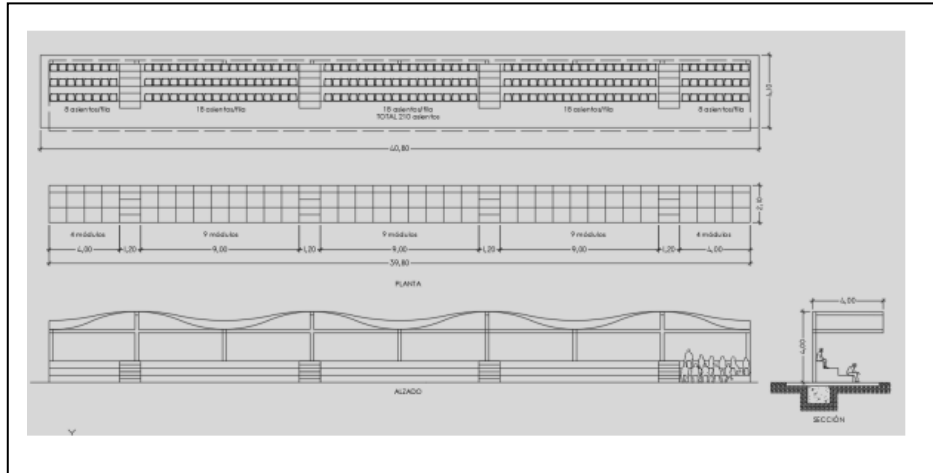 8 asientos/fila 18 asientos/fila 18 asientos/fila 18 asientos/fila 8 asientos/fila
TOTAL 210 asientos
4,10
40,80
2,10
4 módulos 9 módulos 9 módulos 9 módulos 4 módulos
4,00 1,20 9,00 1,20 9,00 1,20 9,00 1,20 4,00
39,80
PLANTA
4,00
4,00
ALZADO
SECCIÓN
Y